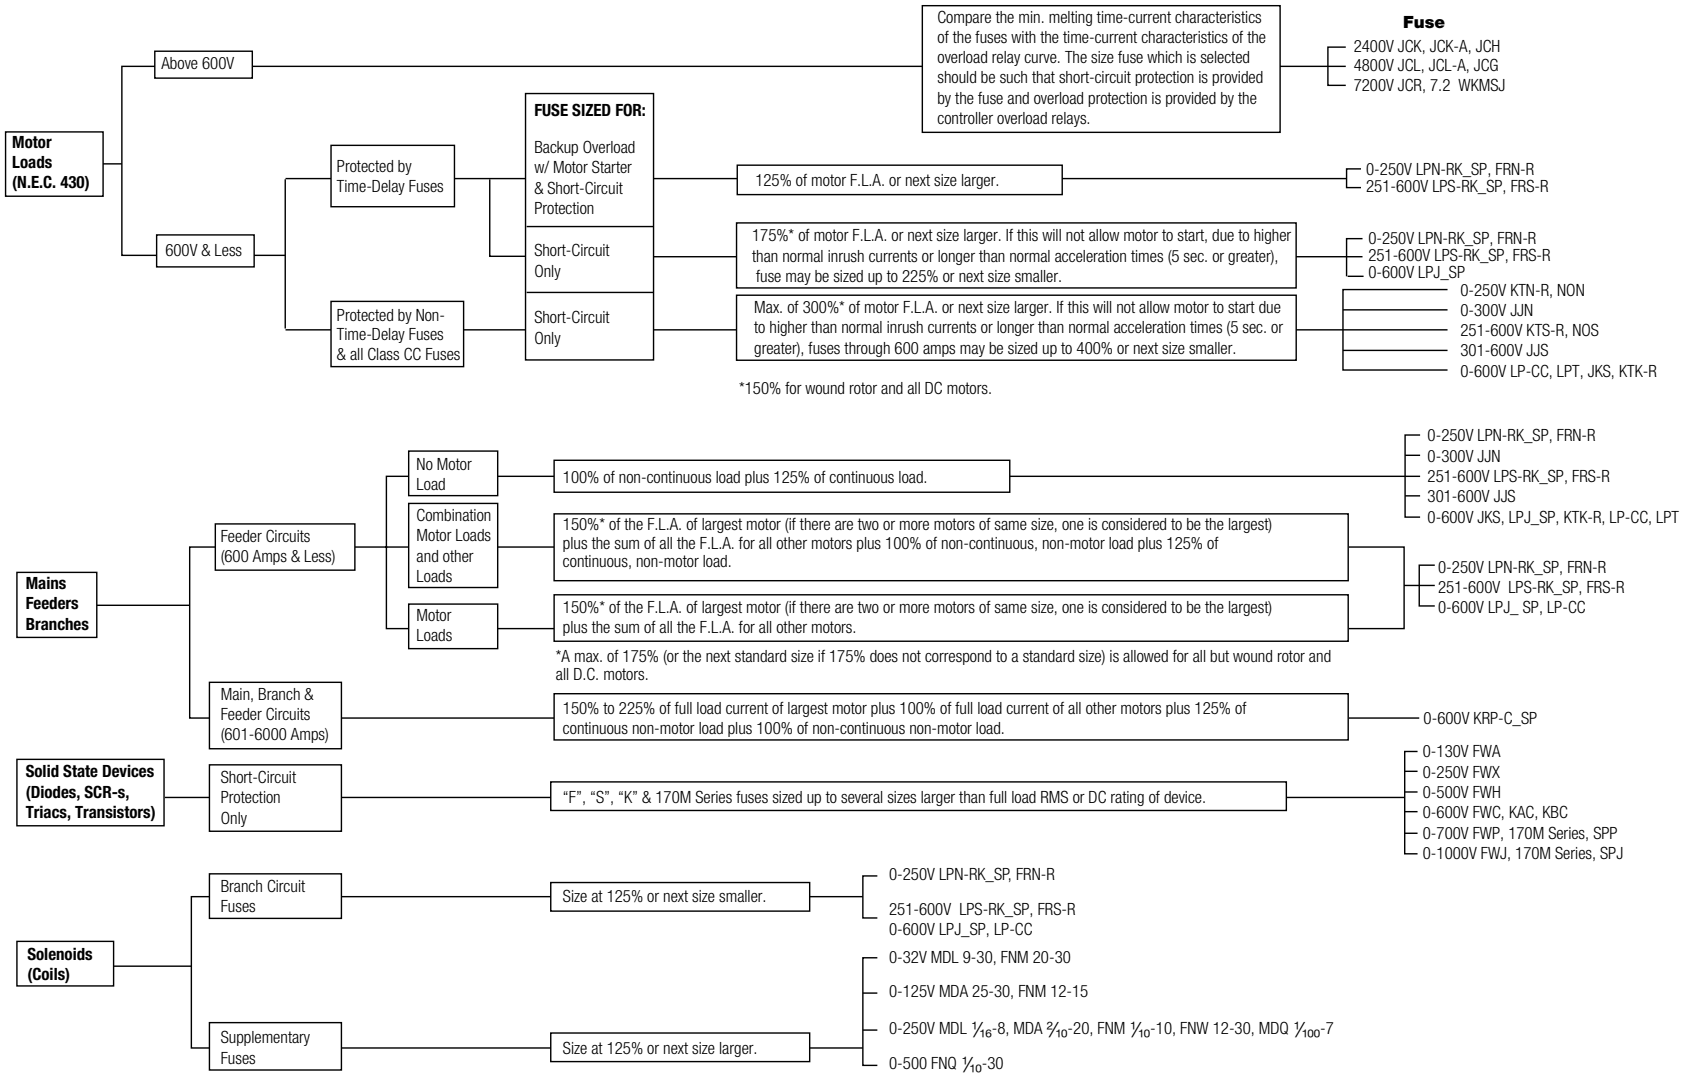 Fuse
Above 600V
Compare the min. melting time-current characteristics
of the fuses with the time-current characteristics of the
overload relay curve. The size fuse which is selected
should be such that short-circuit protection is provided
by the fuse and overload protection is provided by the
controller overload relays.
2400V JCK, JCK-A, JCH
4800V JCL, JCL-A, JCG
7200V JCR, 7.2 WKMSJ
Motor
Loads
(N.E.C. 430)
600V & Less
Protected by
Time-Delay Fuses
FUSE SIZED FOR:
Backup Overload
w/ Motor Starter
& Short-Circuit
Protection
125% of motor F.L.A. or next size larger.
0-250V LPN-RK_SP, FRN-R
251-600V LPS-RK_SP, FRS-R
Short-Circuit
Only
175%* of motor F.L.A. or next size larger. If this will not allow motor to start, due to higher
than normal inrush currents or longer than normal acceleration times (5 sec. or greater),
fuse may be sized up to 225% or next size smaller.
0-250V LPN-RK_SP, FRN-R
251-600V LPS-RK_SP, FRS-R
0-600V LPJ_SP
Protected by Non-
Time-Delay Fuses
& all Class CC Fuses
Short-Circuit
Only
Max. of 300%* of motor F.L.A. or next size larger. If this will not allow motor to start due
to higher than normal inrush currents or longer than normal acceleration times (5 sec. or
greater), fuses through 600 amps may be sized up to 400% or next size smaller.
0-250V KTN-R, NON
0-300V JJN
251-600V KTS-R, NOS
301-600V JJS
0-600V LP-CC, LPT, JKS, KTK-R
*150% for wound rotor and all DC motors.
Mains
Feeders
Branches
Feeder Circuits
(600 Amps & Less)
No Motor
Load
100% of non-continuous load plus 125% of continuous load.
0-250V LPN-RK_SP, FRN-R
0-300V JJN
251-600V LPS-RK_SP, FRS-R
301-600V JJS
0-600V JKS, LPJ_SP, KTK-R, LP-CC, LPT
Combination
Motor Loads
and other
Loads
150%* of the F.L.A. of largest motor (if there are two or more motors of same size, one is considered to be the largest)
plus the sum of all the F.L.A. for all other motors plus 100% of non-continuous, non-motor load plus 125% of
continuous, non-motor load.
0-250V LPN-RK_SP, FRN-R
251-600V LPS-RK_SP, FRS-R
0-600V LPJ_ SP, LP-CC
Motor
Loads
150%* of the F.L.A. of largest motor (if there are two or more motors of same size, one is considered to be the largest)
plus the sum of all the F.L.A. for all other motors.
*A max. of 175% (or the next standard size if 175% does not correspond to a standard size) is allowed for all but wound rotor and
all D.C. motors.
Main, Branch &
Feeder Circuits
(601-6000 Amps)
150% to 225% of full load current of largest motor plus 100% of full load current of all other motors plus 125% of
continuous non-motor load plus 100% of non-continuous non-motor load.
0-600V KRP-C_SP
Solid State Devices
(Diodes, SCR-s,
Triacs, Transistors)
Short-Circuit
Protection
Only
“F”, “S”, “K” & 170M Series fuses sized up to several sizes larger than full load RMS or DC rating of device.
0-130V FWA
0-250V FWX
0-500V FWH
0-600V FWC, KAC, KBC
0-700V FWP, 170M Series, SPP
0-1000V FWJ, 170M Series, SPJ
Solenoids
(Coils)
Branch Circuit
Fuses
Size at 125% or next size smaller.
0-250V LPN-RK_SP, FRN-R
251-600V LPS-RK_SP, FRS-R
0-600V LPJ_SP, LP-CC
Supplementary
Fuses
Size at 125% or next size larger.
0-32V MDL 9-30, FNM 20-30
0-125V MDA 25-30, FNM 12-15
0-250V MDL 1⁄16-8, MDA 2⁄10-20, FNM 1⁄10-10, FNW 12-30, MDQ 1⁄100-7
0-500 FNQ 1⁄10-30